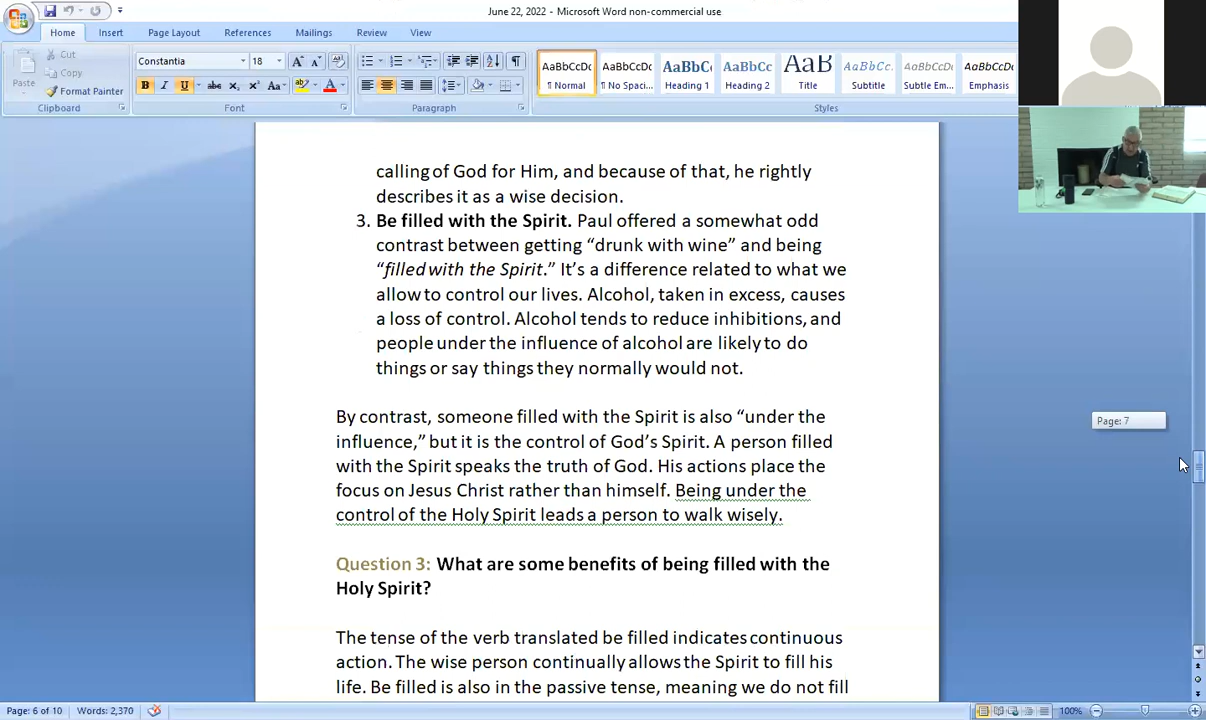 June 22, 2022 - Microsoft Word non-commercial use
Home Insert Page Layout References Mailings Review View
Paste
Cut
Copy
Format Painter
Clipboard
Constantia 18
Font
Paragraph
AaBbCcDc AaBbCcDc AaBbCc AaBbCc AaB AaBbCcL AaBbCcDc AaBbCcDc
¶ Normal ¶ No Spaci... Heading 1 Heading 2 Title Subtitle Subtle Em... Emphasis
Styles
calling of God for Him, and because of that, he rightly
describes it as a wise decision.
3. Be filled with the Spirit. Paul offered a somewhat odd
contrast between getting “drunk with wine” and being
“filled with the Spirit.” It’s a difference related to what we
allow to control our lives. Alcohol, taken in excess, causes
a loss of control. Alcohol tends to reduce inhibitions, and
people under the influence of alcohol are likely to do
things or say things they normally would not.
By contrast, someone filled with the Spirit is also “under the
influence,” but it is the control of God’s Spirit. A person filled
with the Spirit speaks the truth of God. His actions place the
focus on Jesus Christ rather than himself. Being under the
control of the Holy Spirit leads a person to walk wisely.
Question 3: What are some benefits of being filled with the
Holy Spirit?
The tense of the verb translated be filled indicates continuous
action. The wise person continually allows the Spirit to fill his
life. Be filled is also in the passive tense, meaning we do not fill
Page: 7
Page: 6 of 10 Words: 2,370 100%